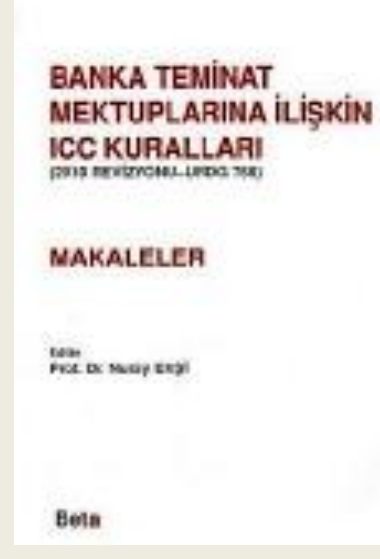 BANKA TEMİNAT
MEKTUPLARINA İLİŞKİN
ICC KURALLARI
(2010 REVİZYONU-URDG 758)
MAKALELER
Editör
Prof. Dr. Nuray EKŞİ
Beta